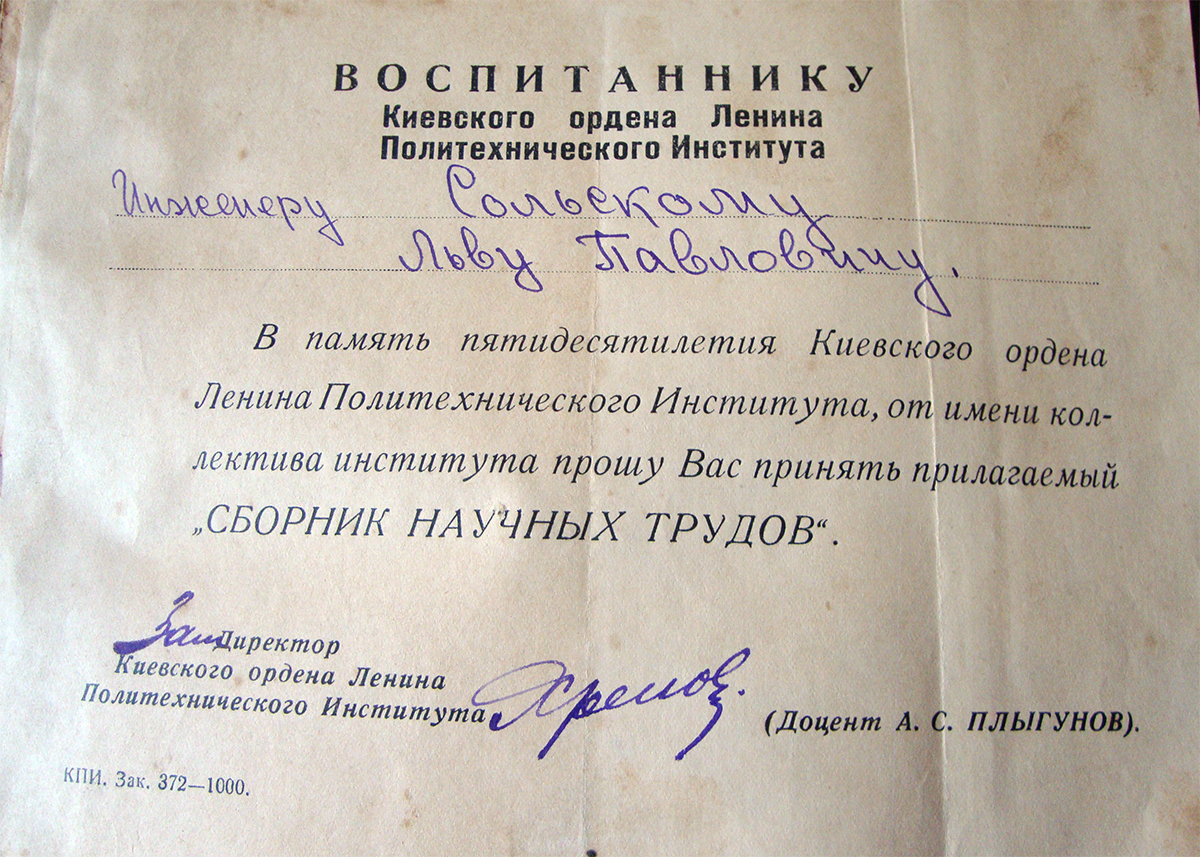 ВОСПИТАННИКУ
Киевского ордена Ленина
Политехнического Института
Инженеру Сольскому
Льву Павловичу.
В память пятидесятилетия Киевского ордена
Ленина Политехнического Института, от имени кол-
лектива института прошу Вас принять прилагаемый
„СБОРНИК НАУЧНЫХ ТРУДОВ“.
Зам Директор
Киевского ордена Ленина
Политехнического Института
Хренов.
(Доцент А. С. ПЛЫГУНОВ).
КПИ. Зак. 372—1000.